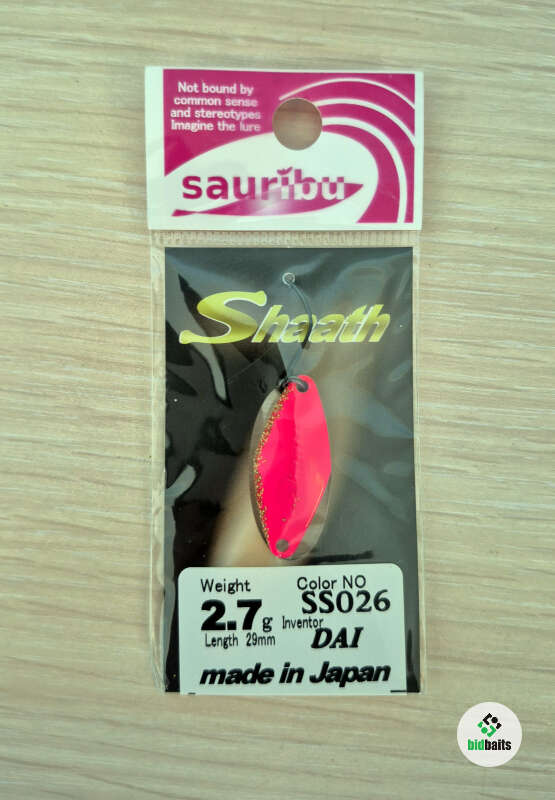 Not bound by
common sense
and stereotypes
Imagine the lure
sauribu
Shaath
Weight
2.7g
Length 29mm
Color NO
SS026
Inventor
DAI
made in Japan
bidbaits